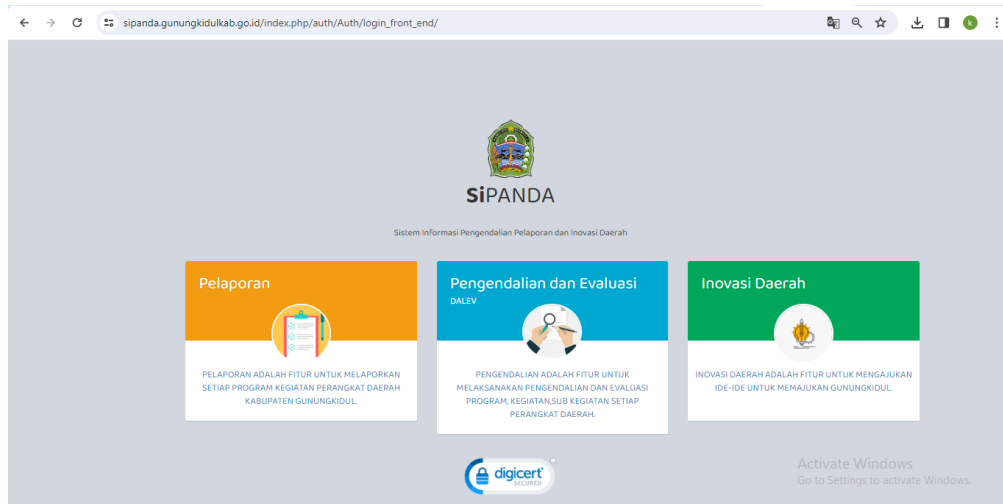 sipanda.gunungkidulkab.go.id/index.php/auth/Auth/login_front_end/
k
SiPANDA
Sistem Informasi Pengendalian Pelaporan dan Inovasi Daerah
Pelaporan
PELAPORAN ADALAH FITUR UNTUK MELAPORKAN
SETIAP PROGRAM KEGIATAN PERANGKAT DAERAH
KABUPATEN GUNUNGKIDUL.
Pengendalian dan Evaluasi
DALEV
PENGENDALIAN ADALAH FITUR UNTUK
MELAKSANAKAN PENGENDALIAN DAN EVALUASI
PROGRAM, KEGIATAN,SUB KEGIATAN SETIAP
PERANGKAT DAERAH.
Inovasi Daerah
INOVASI DAERAH ADALAH FITUR UNTUK MENGAJUKAN
IDE-IDE UNTUK MEMAJUKAN GUNUNGKIDUL.
digicert
SECURED
Activate Windows
Go to Settings to activate Windows.